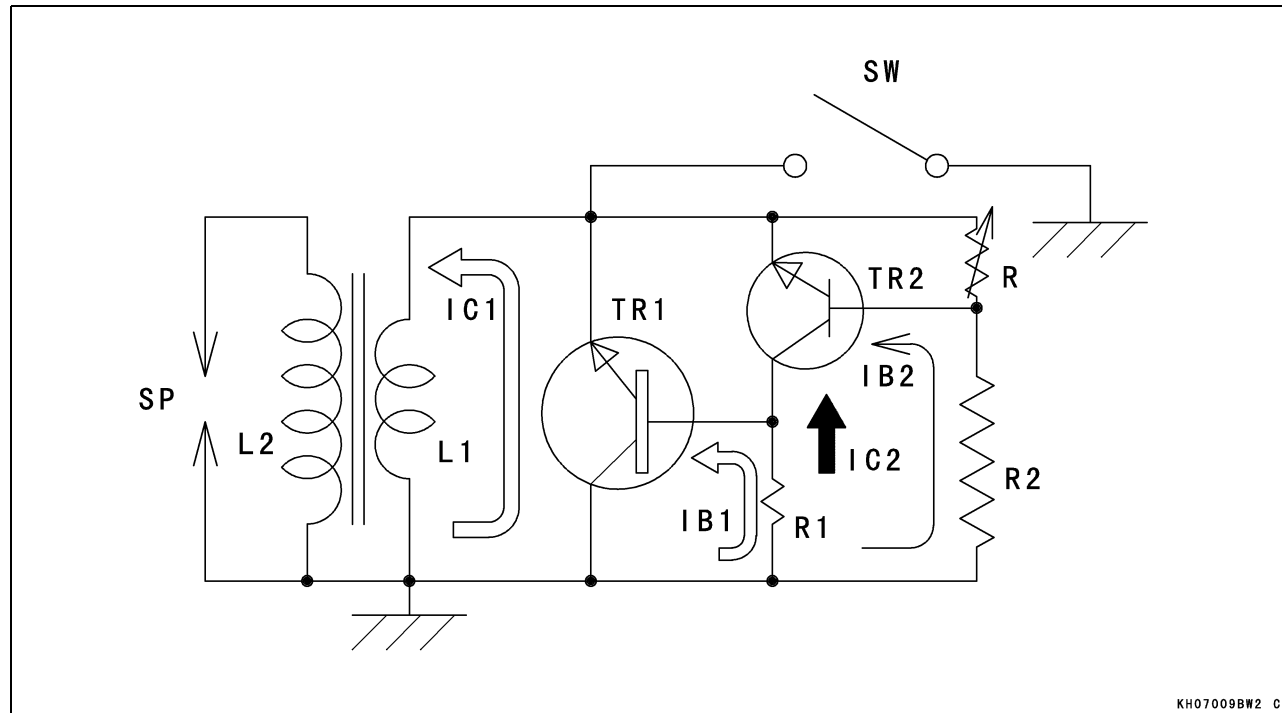 SW
IC1
TR1
TR2
R
SP
L2
L1
IB2
IC2
IB1
R1
R2
KH07009BW2 C